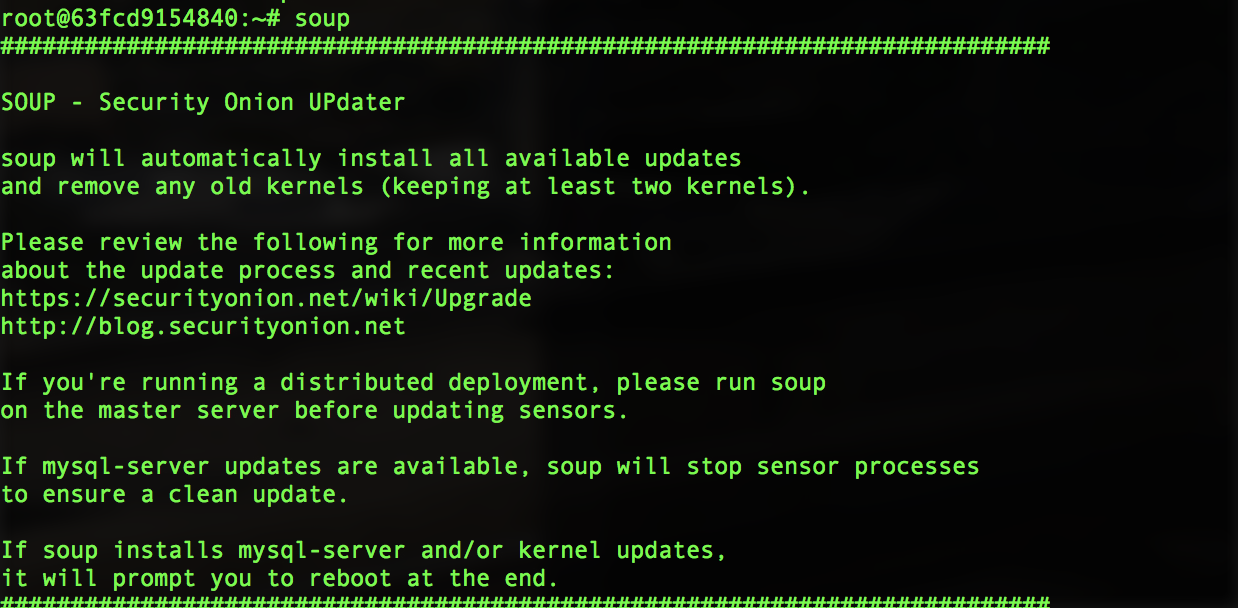 root@63fcd9154840:~# soup
###########################################################################
SOUP - Security Onion UPdater
soup will automatically install all available updates
and remove any old kernels (keeping at least two kernels).
Please review the following for more information
about the update process and recent updates:
https://securityonion.net/wiki/Upgrade
http://blog.securityonion.net
If you're running a distributed deployment, please run soup
on the master server before updating sensors.
If mysql-server updates are available, soup will stop sensor processes
to ensure a clean update.
If soup installs mysql-server and/or kernel updates,
it will prompt you to reboot at the end.
###########################################################################